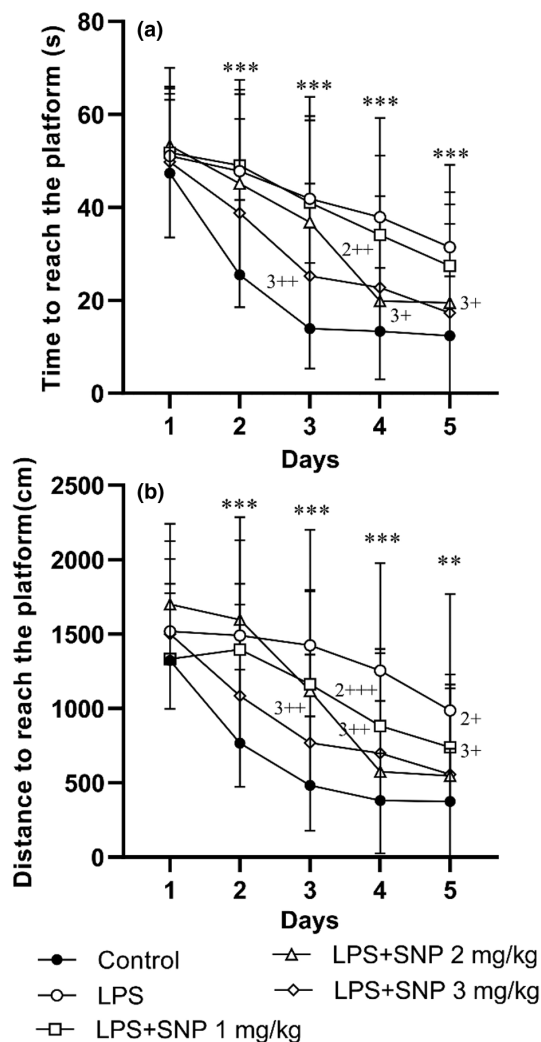 (a)
Time to reach the platform (s)
80
60
40
20
0
***
***
***
***
2++
3++
3+
3+
1 2 3 4 5
Days
(b)
Distance to reach the platform(cm)
2500
2000
1500
1000
500
0
***
***
***
**
2+++
3++
3++
2+
3+
1 2 3 4 5
Days
Control
LPS
LPS+SNP 1 mg/kg
LPS+SNP 2 mg/kg
LPS+SNP 3 mg/kg